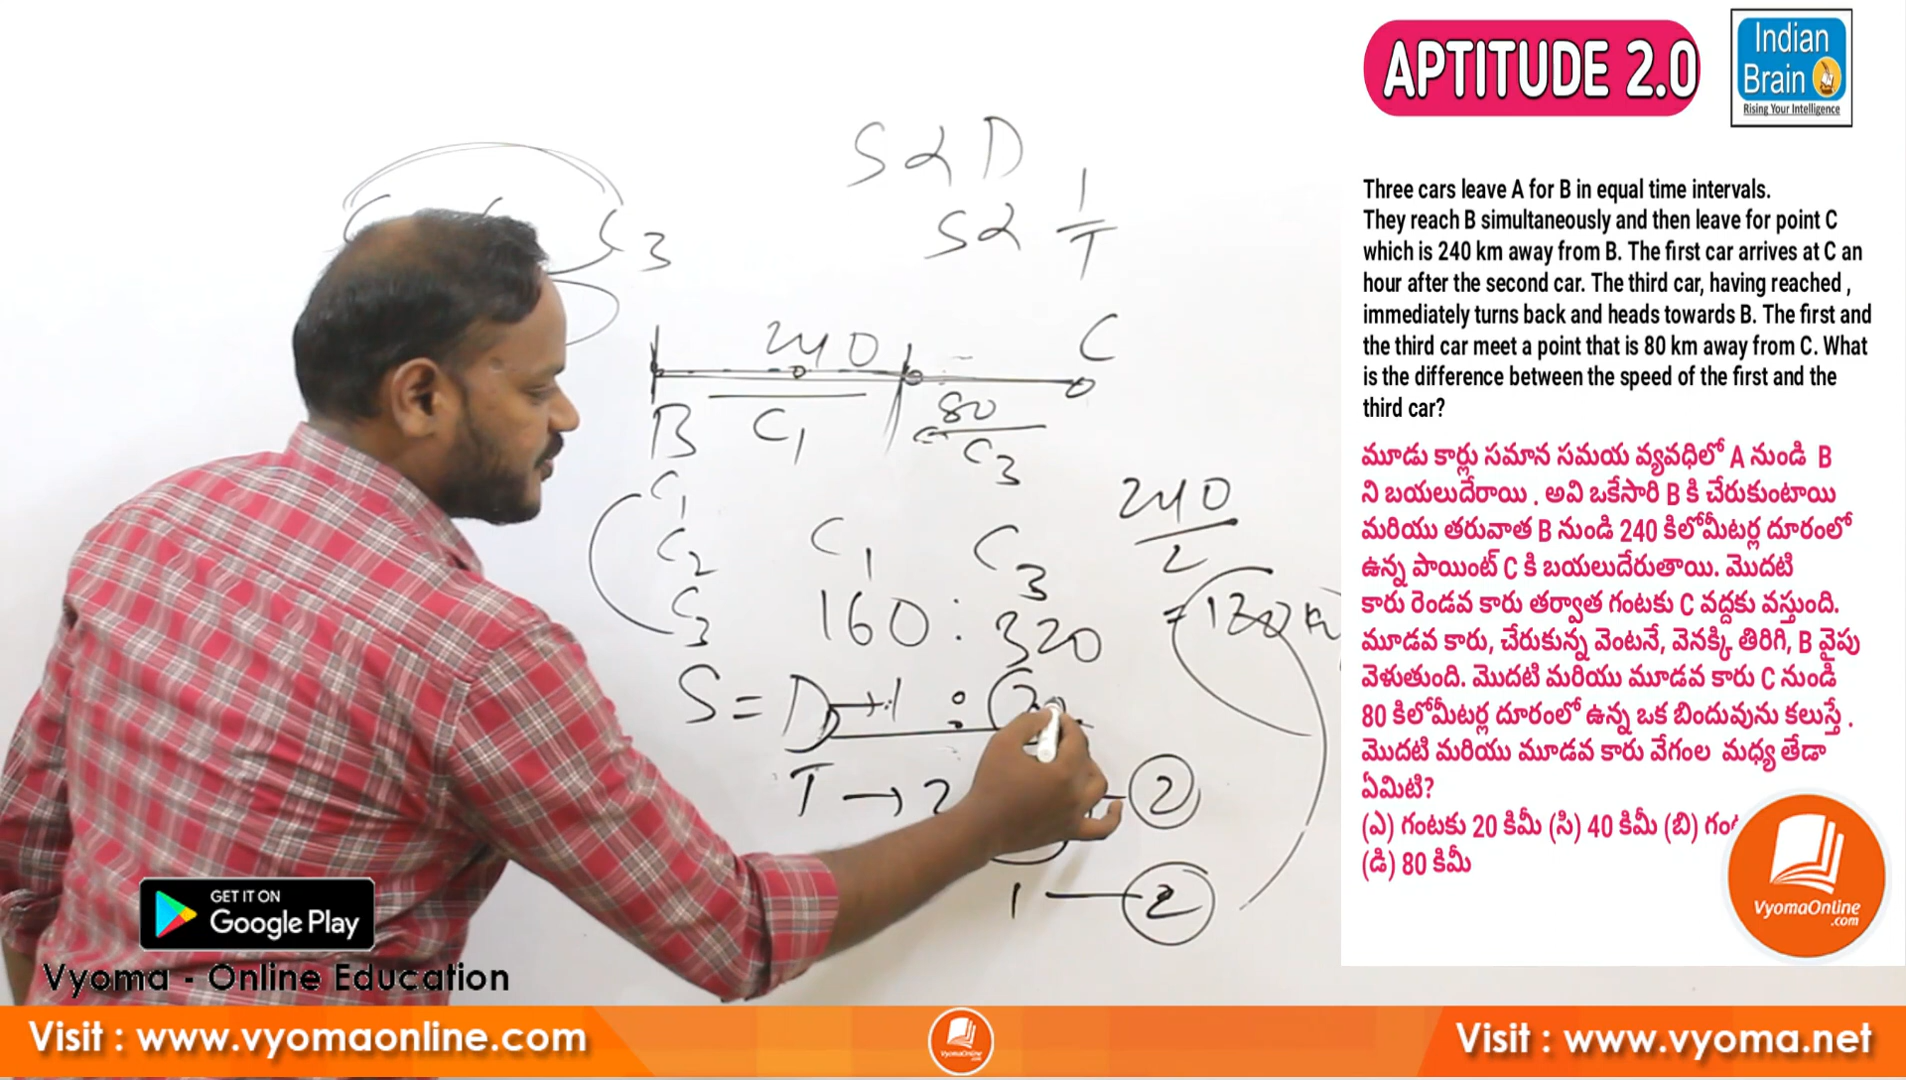 APTITUDE 2.0
Indian
Brain
Rising Your Intelligence
S α D
S α 1/T
3
240
C
B
C1
80
C3
C1
C2
C3
C1
C3
240
2
160 : 320
S = D → 1 :
T → 2
2
1 — 2
Three cars leave A for B in equal time intervals.
They reach B simultaneously and then leave for point C
which is 240 km away from B. The first car arrives at C an
hour after the second car. The third car, having reached ,
immediately turns back and heads towards B. The first and
the third car meet a point that is 80 km away from C. What
is the difference between the speed of the first and the
third car?
మూడు కార్లు సమాన సమయ వ్యవధిలో A నుండి B
ని బయలుదేరాయి . అవి ఒకేసారి B కి చేరుకుంటాయి
మరియు తరువాత B నుండి 240 కిలోమీటర్ల దూరంలో
ఉన్న పాయింట్ C కి బయలుదేరుతాయి. మొదటి
కారు రెండవ కారు తర్వాత గంటకు C వద్దకు వస్తుంది.
మూడవ కారు, చేరుకున్న వెంటనే, వెనక్కి తిరిగి, B వైపు
వెళుతుంది. మొదటి మరియు మూడవ కారు C నుండి
80 కిలోమీటర్ల దూరంలో ఉన్న ఒక బిందువును కలుస్తే .
మొదటి మరియు మూడవ కారు వేగంల మధ్య తేడా
ఏమిటి?
(ఎ) గంటకు 20 కిమీ (సి) 40 కిమీ (బి)
(డి) 80 కిమీ
VyomaOnline
.com
GET IT ON
Google Play
Vyoma - Online Education
Visit : www.vyomaonline.com
VyomaOnline
.com
Visit : www.vyoma.net